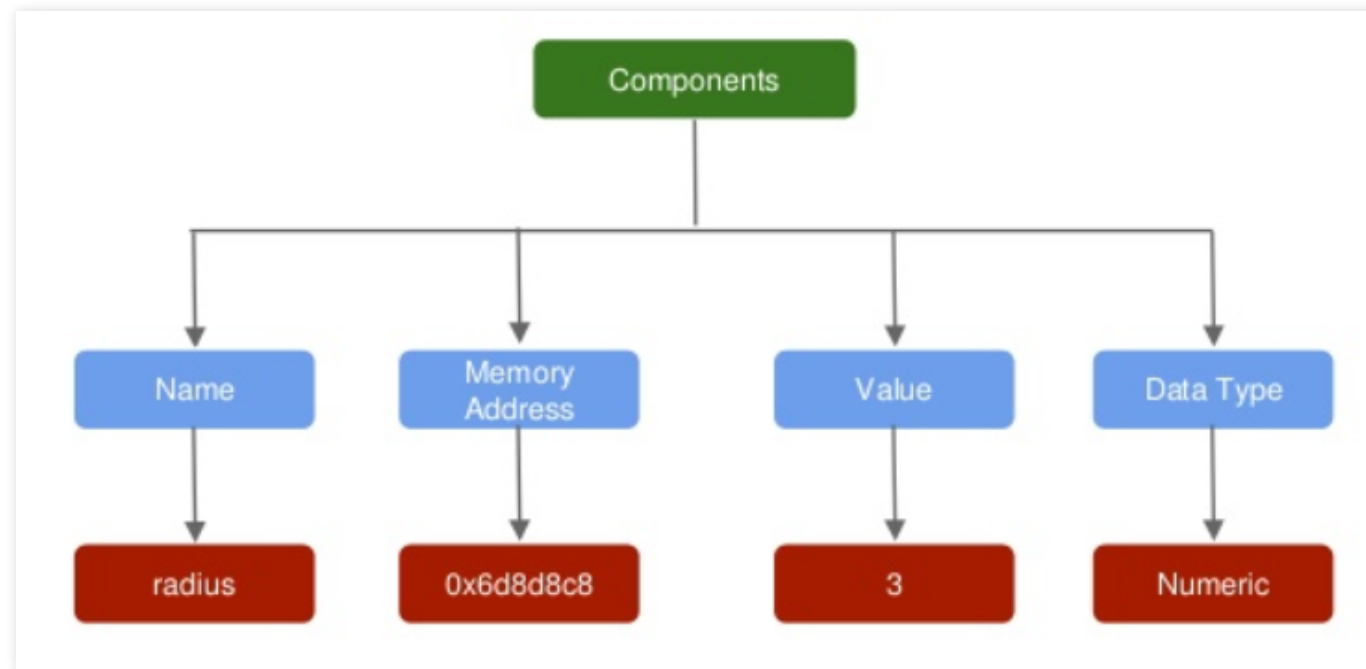 Components
Name
Memory
Address
Value
Data Type
radius
0x6d8d8c8
3
Numeric